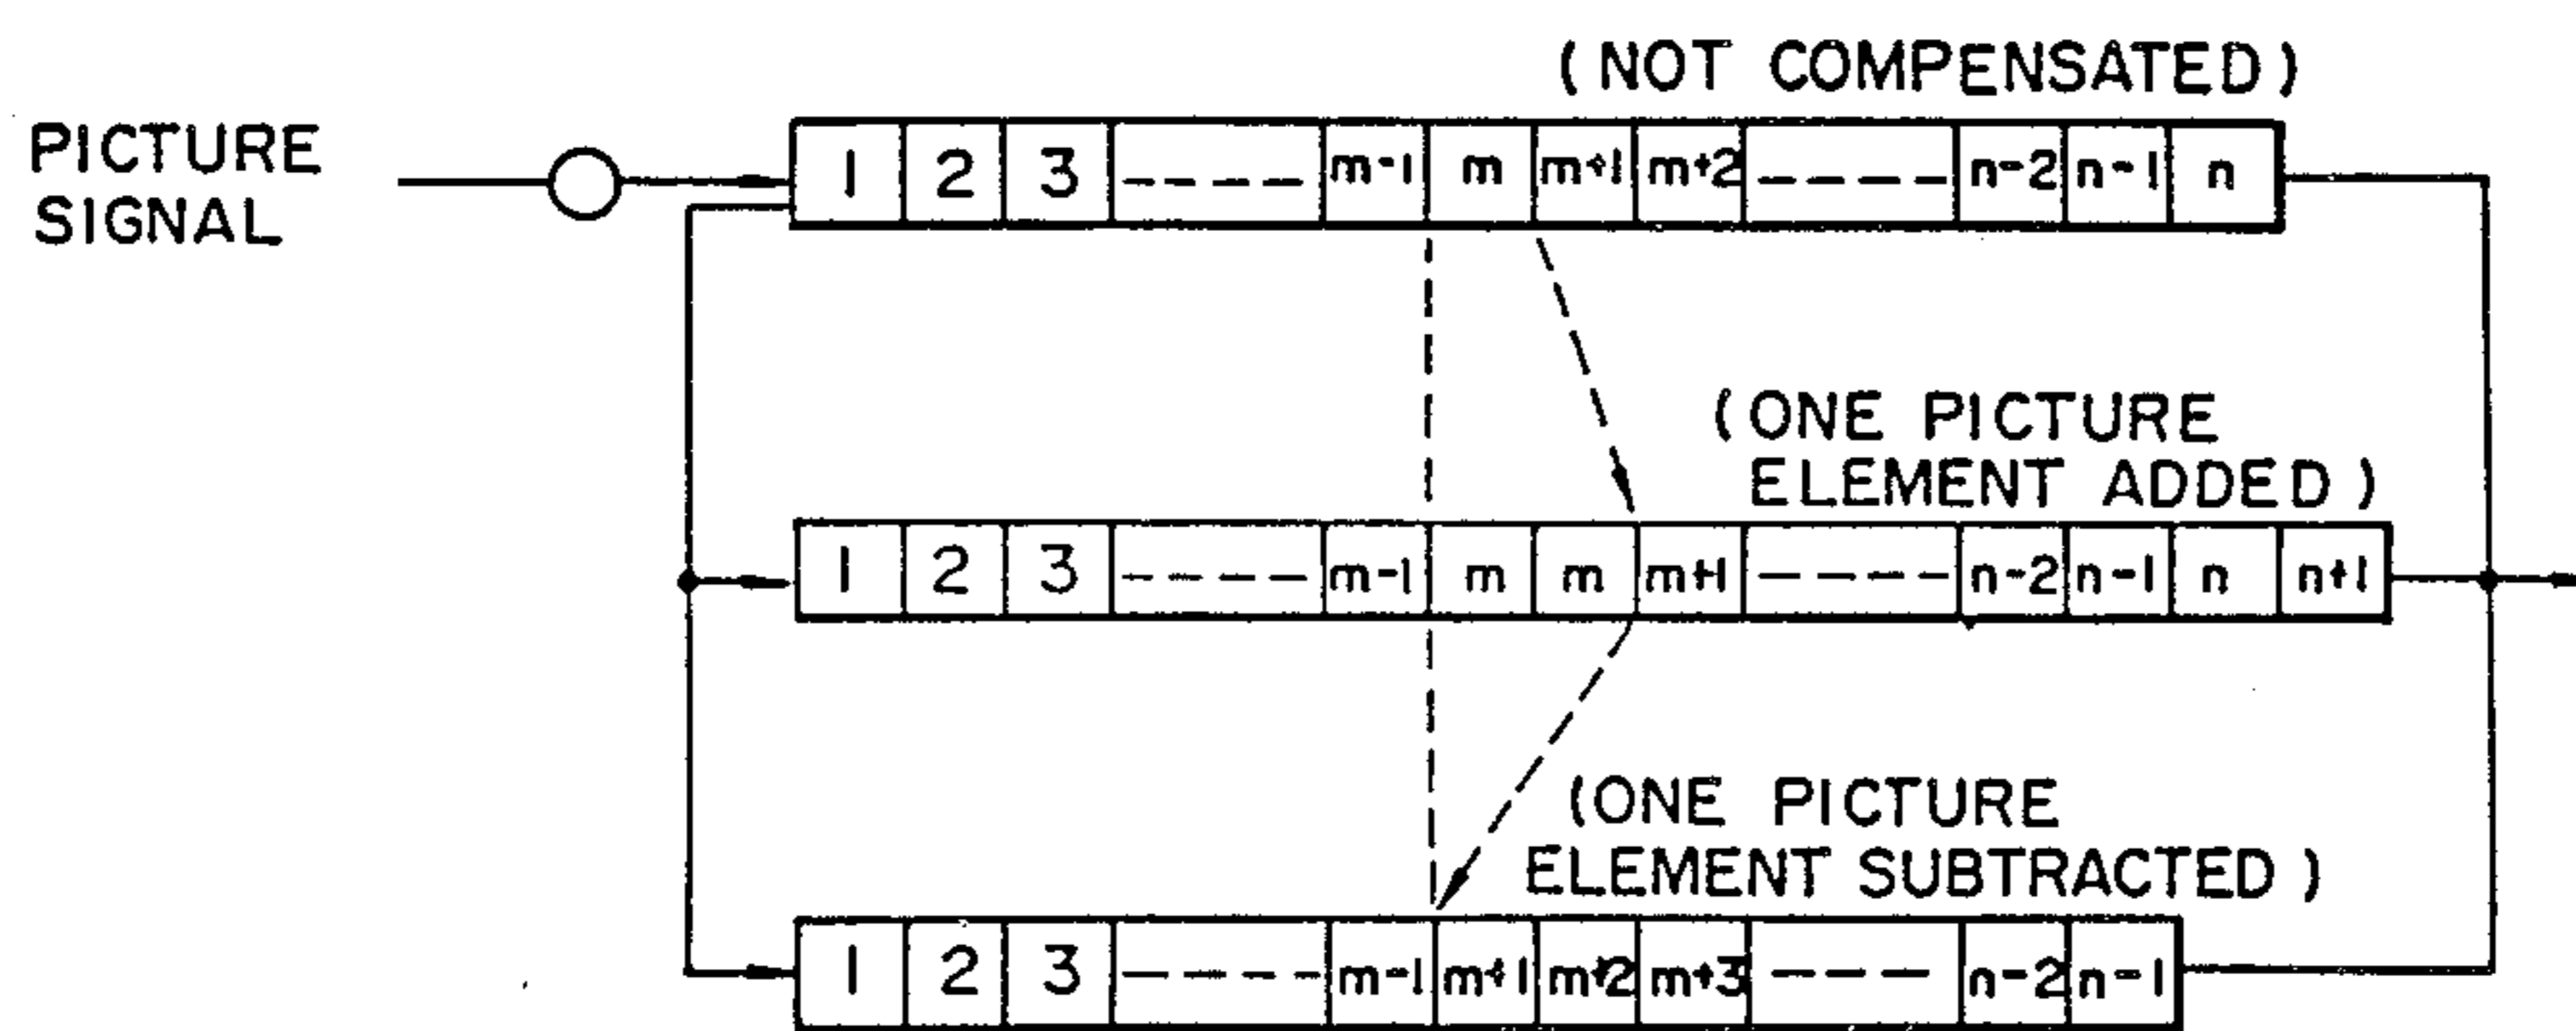 (NOT COMPENSATED)
PICTURE
SIGNAL
1 2 3 ---- m-1 m m+1 m+2 ---- n-2 n-1 n
(ONE PICTURE
ELEMENT ADDED)
1 2 3 ---- m-1 m m m+1 ---- n-2 n-1 n n+1
(ONE PICTURE
ELEMENT SUBTRACTED)
1 2 3 ---- m-1 m+1 m+2 m+3 ---- n-2 n-1